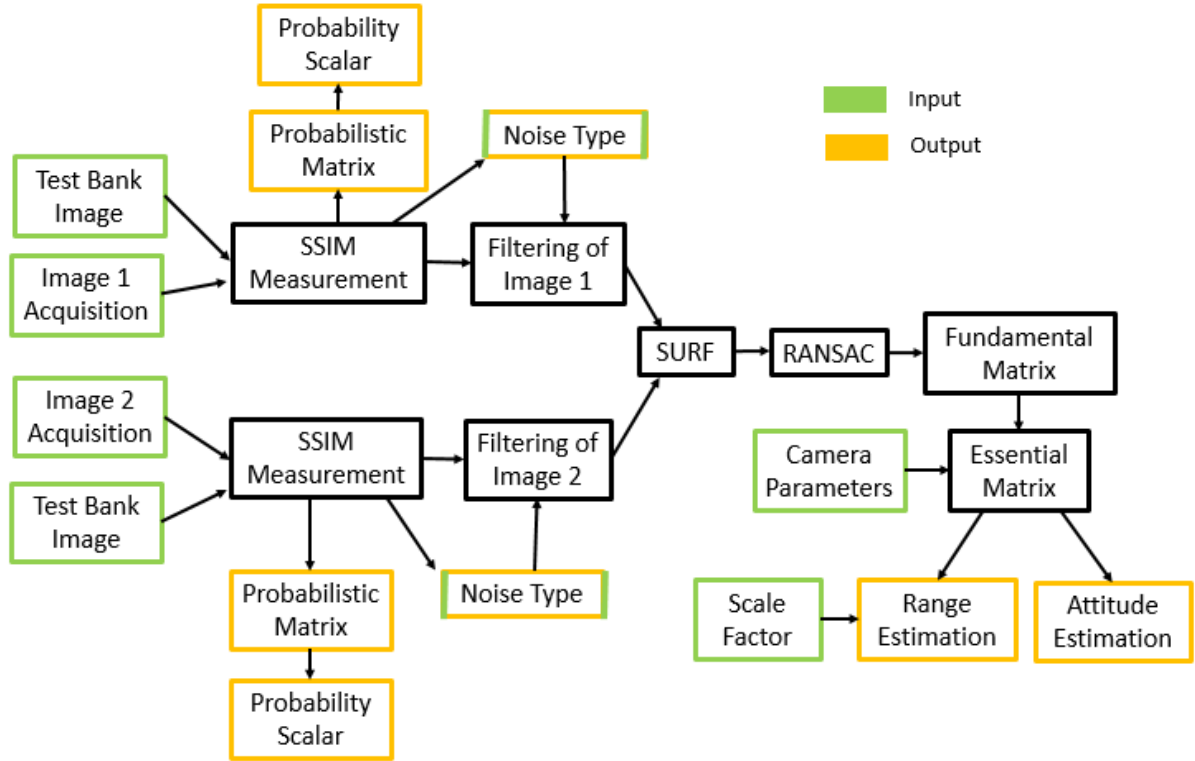 Probability
Scalar
Probabilistic
Matrix
Noise Type
Input
Output
Test Bank
Image
Image 1
Acquisition
SSIM
Measurement
Filtering of
Image 1
SURF
RANSAC
Fundamental
Matrix
Image 2
Acquisition
Test Bank
Image
SSIM
Measurement
Filtering of
Image 2
Camera
Parameters
Essential
Matrix
Probabilistic
Matrix
Noise Type
Probability
Scalar
Scale
Factor
Range
Estimation
Attitude
Estimation